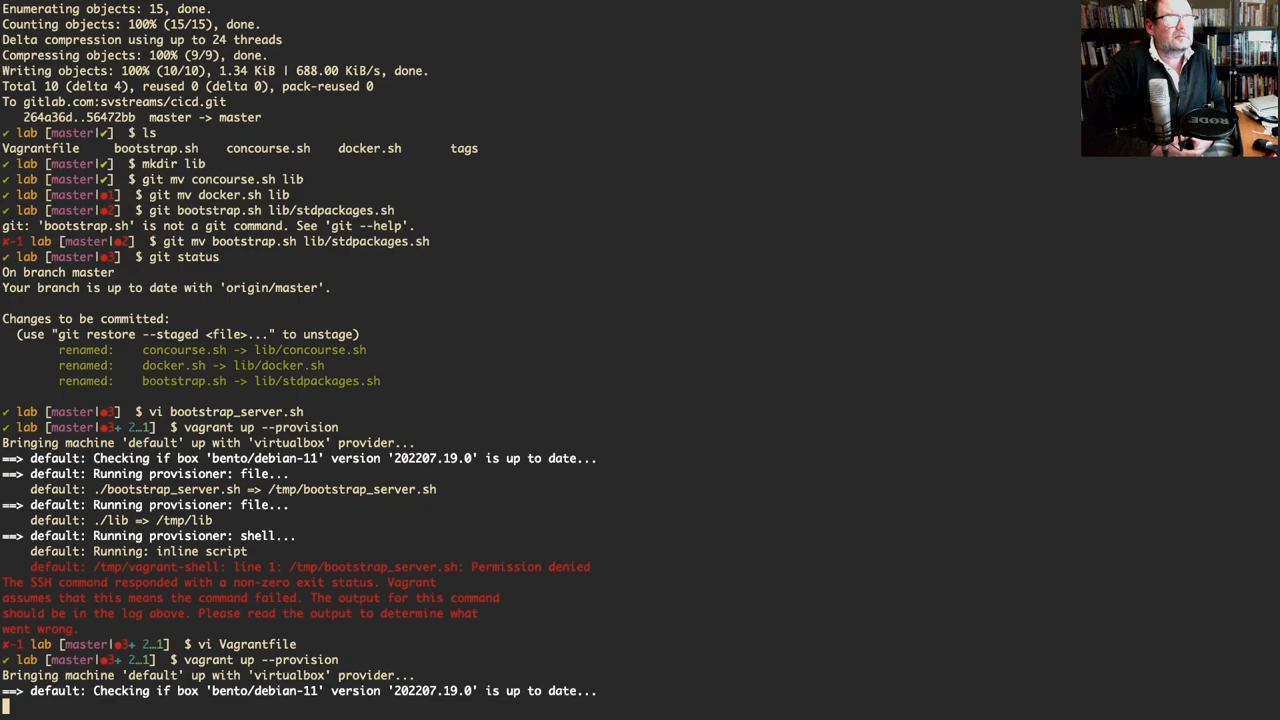 Enumerating objects: 15, done.
Counting objects: 100% (15/15), done.
Delta compression using up to 24 threads
Compressing objects: 100% (9/9), done.
Writing objects: 100% (10/10), 1.34 KiB | 688.00 KiB/s, done.
Total 10 (delta 4), reused 0 (delta 0), pack-reused 0
To gitlab.com:svstreams/cicd.git
   264a36d..56472bb  master -> master
✔ lab [master|✔]  $ ls
Vagrantfile     bootstrap.sh    concourse.sh    docker.sh       tags
✔ lab [master|✔]  $ mkdir lib
✔ lab [master|✔]  $ git mv concourse.sh lib
✔ lab [master|●1]  $ git mv docker.sh lib
✔ lab [master|●2]  $ git bootstrap.sh lib/stdpackages.sh
git: 'bootstrap.sh' is not a git command. See 'git --help'.
✘-1 lab [master|●2]  $ git mv bootstrap.sh lib/stdpackages.sh
✔ lab [master|●3]  $ git status
On branch master
Your branch is up to date with 'origin/master'.
Changes to be committed:
  (use "git restore --staged <file>..." to unstage)
        renamed:    concourse.sh -> lib/concourse.sh
        renamed:    docker.sh -> lib/docker.sh
        renamed:    bootstrap.sh -> lib/stdpackages.sh
✔ lab [master|●3]  $ vi bootstrap_server.sh
✔ lab [master|●3+ 2…1]  $ vagrant up --provision
Bringing machine 'default' up with 'virtualbox' provider...
==> default: Checking if box 'bento/debian-11' version '202207.19.0' is up to date...
==> default: Running provisioner: file...
    default: ./bootstrap_server.sh => /tmp/bootstrap_server.sh
==> default: Running provisioner: file...
    default: ./lib => /tmp/lib
==> default: Running provisioner: shell...
    default: Running: inline script
    default: /tmp/vagrant-shell: line 1: /tmp/bootstrap_server.sh: Permission denied
The SSH command responded with a non-zero exit status. Vagrant
assumes that this means the command failed. The output for this command
should be in the log above. Please read the output to determine what
went wrong.
✘-1 lab [master|●3+ 2…1]  $ vi Vagrantfile
✔ lab [master|●3+ 2…1]  $ vagrant up --provision
Bringing machine 'default' up with 'virtualbox' provider...
==> default: Checking if box 'bento/debian-11' version '202207.19.0' is up to date...
RØDE